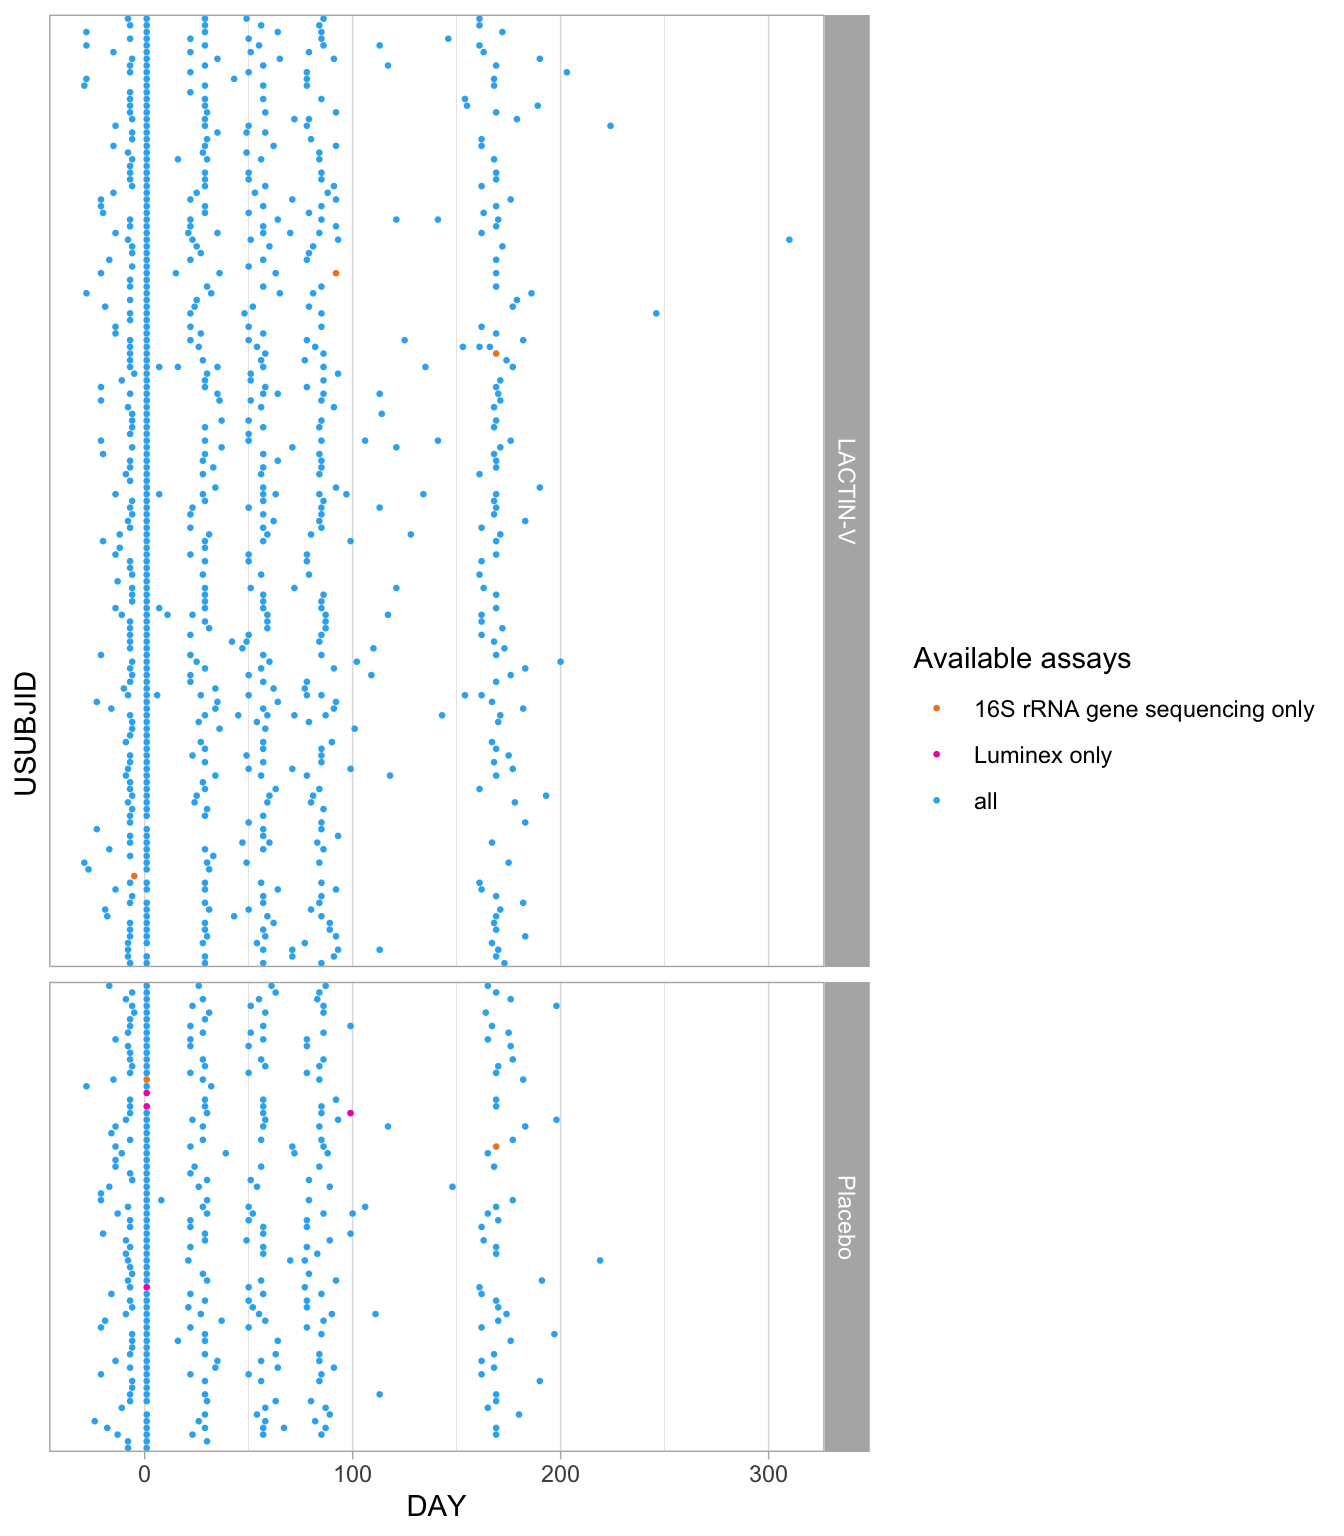 LACTIN-V
USUBJID
Available assays
16S rRNA gene sequencing only
Luminex only
all
Placebo
0 100 200 300
DAY